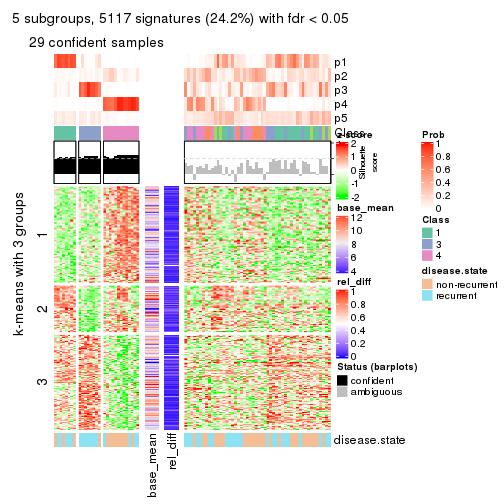 5 subgroups, 5117 signatures (24.2%) with fdr < 0.05
29 confident samples
p1
p2
p3
p4
p5
Class
k-means with 3 groups
1
2
3
base_mean
rel_diff
disease.state
z-score
2
1
0
-1
-2
Silhouette
score
base_mean
12
10
8
6
4
rel_diff
1
0.8
0.6
0.4
0.2
0
Status (barplots)
confident
ambiguous
Prob
1
0.8
0.6
0.4
0.2
0
Class
1
3
4
disease.state
non-recurrent
recurrent